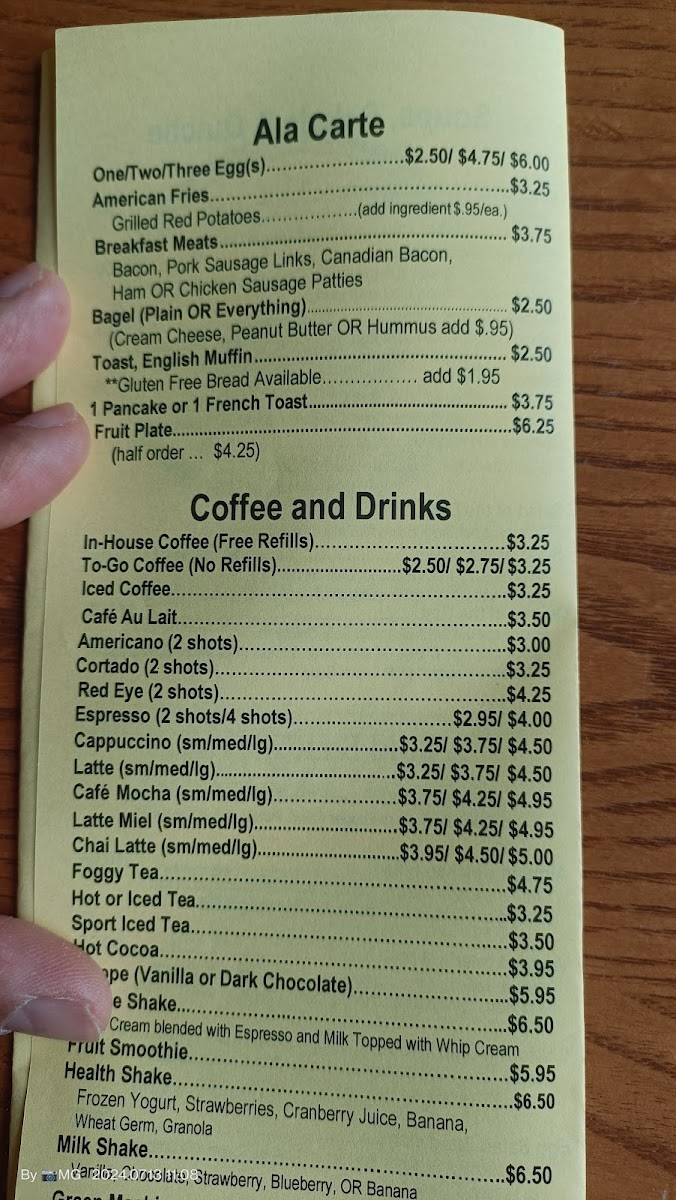 Ala Carte
One/Two/Three Egg(s)..........................$2.50/ $4.75/ $6.00
American Fries..........................$3.25
Grilled Red Potatoes...................(add ingredient $.95/ea.)
Breakfast Meats..........................$3.75
Bacon, Pork Sausage Links, Canadian Bacon,
Ham OR Chicken Sausage Patties
Bagel (Plain OR Everything)..........................$2.50
(Cream Cheese, Peanut Butter OR Hummus add $.95)
Toast, English Muffin..........................$2.50
**Gluten Free Bread Available................. add $1.95
1 Pancake or 1 French Toast..........................$3.75
Fruit Plate..........................$6.25
(half order ... $4.25)
Coffee and Drinks
In-House Coffee (Free Refills)..........................$3.25
To-Go Coffee (No Refills)..........................$2.50/ $2.75/ $3.25
Iced Coffee..........................$3.25
Café Au Lait..........................$3.50
Americano (2 shots)..........................$3.00
Cortado (2 shots)..........................$3.25
Red Eye (2 shots)..........................$4.25
Espresso (2 shots/4 shots)..........................$2.95/ $4.00
Cappuccino (sm/med/lg)..........................$3.25/ $3.75/ $4.50
Latte (sm/med/lg)..........................$3.25/ $3.75/ $4.50
Café Mocha (sm/med/lg)..........................$3.75/ $4.25/ $4.95
Latte Miel (sm/med/lg)..........................$3.75/ $4.25/ $4.95
Chai Latte (sm/med/lg)..........................$3.95/ $4.50/ $5.00
Foggy Tea..........................$4.75
Hot or Iced Tea..........................$3.25
Sport Iced Tea..........................$3.50
Hot Cocoa..........................$3.95
(Vanilla or Dark Chocolate)..........................$5.95
Shake..........................$6.50
Cream blended with Espresso and Milk Topped with Whip Cream
Fruit Smoothie..........................$5.95
Health Shake..........................$6.50
Frozen Yogurt, Strawberries, Cranberry Juice, Banana,
Wheat Germ, Granola
Milk Shake..........................$6.50
Vanilla, Chocolate, Strawberry, Blueberry, OR Banana
Green
By MG